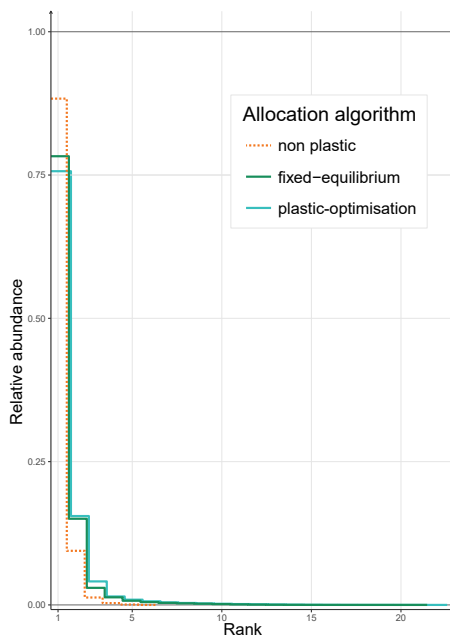 1.00
Allocation algorithm
non plastic
fixed−equilibrium
plastic-optimisation
0.75
0.50
0.25
0.00
Relative abundance
1 5 10 15 20
Rank